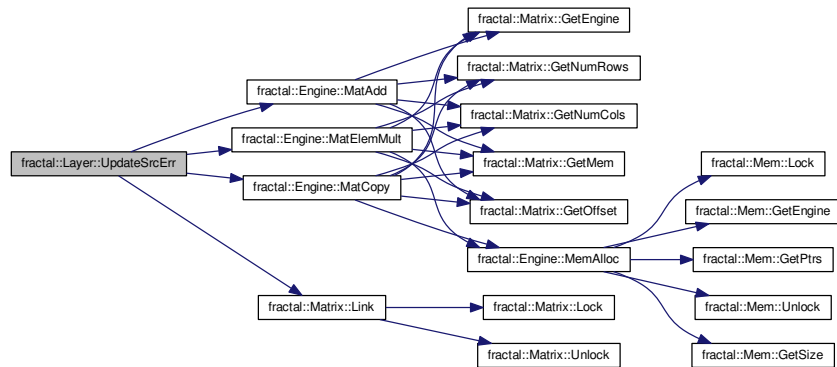 fractal::Layer::UpdateSrcErr
fractal::Engine::MatAdd
fractal::Engine::MatElemMult
fractal::Engine::MatCopy
fractal::Matrix::Link
fractal::Matrix::GetEngine
fractal::Matrix::GetNumRows
fractal::Matrix::GetNumCols
fractal::Matrix::GetMem
fractal::Matrix::GetOffset
fractal::Engine::MemAlloc
fractal::Matrix::Lock
fractal::Matrix::Unlock
fractal::Mem::Lock
fractal::Mem::GetEngine
fractal::Mem::GetPtrs
fractal::Mem::Unlock
fractal::Mem::GetSize